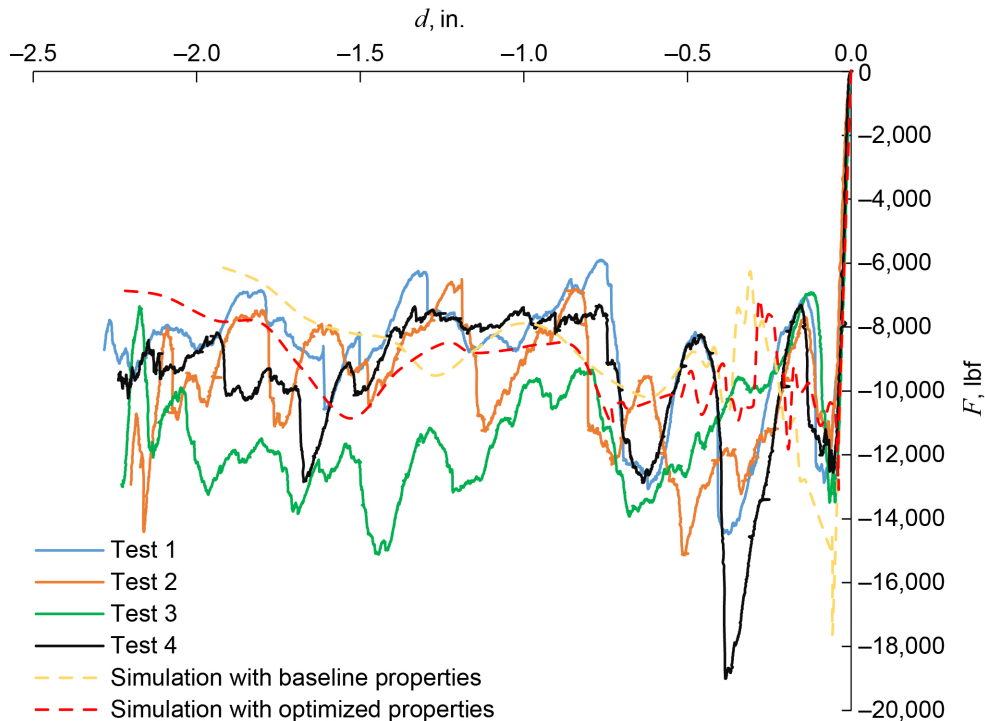 d, in.
–2.5 –2.0 –1.5 –1.0 –0.5 0.0
0
–2,000
–4,000
–6,000
–8,000
–10,000
–12,000
–14,000
–16,000
–18,000
–20,000
F, lbf
Test 1
Test 2
Test 3
Test 4
Simulation with baseline properties
Simulation with optimized properties